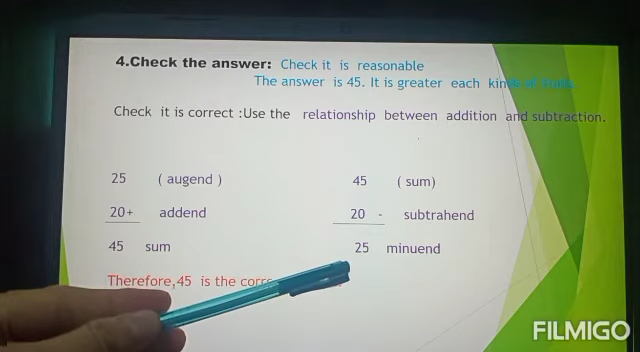 4.Check the answer: Check it is reasonable
The answer is 45. It is greater each kind of
Check it is correct :Use the relationship between addition and subtraction.
25 ( augend ) 45 ( sum)
20+ addend 20 - subtrahend
45 sum 25 minuend
Therefore,45 is the
FILMIGO